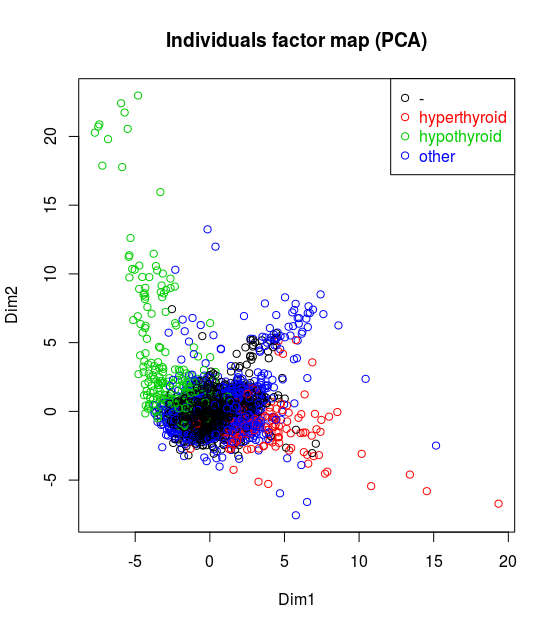 Individuals factor map (PCA)
-
hyperthyroid
hypothyroid
other
Dim2
20
15
10
5
0
-5
-5 0 5 10 15 20
Dim1